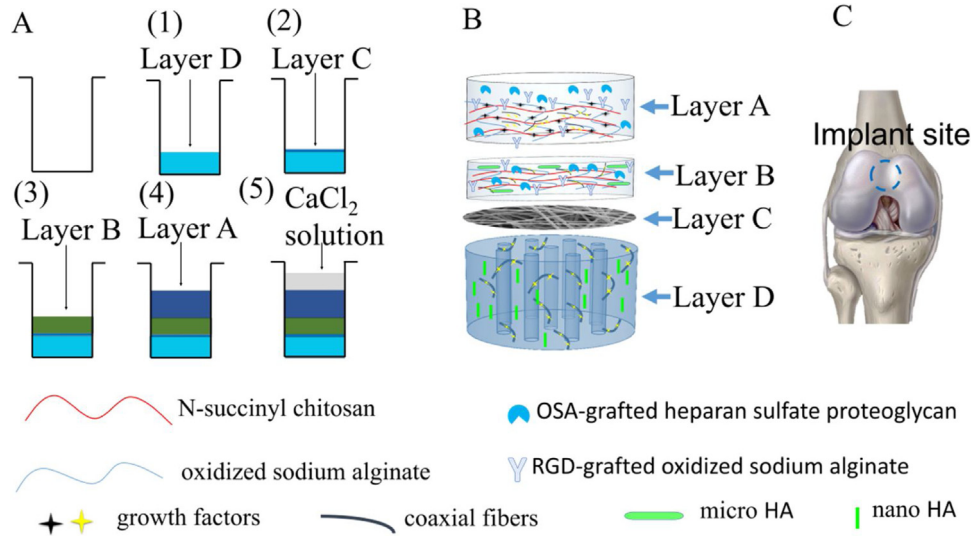 A
(1)
Layer D
(2)
Layer C
(3)
Layer B
(4)
Layer A
(5)
CaCl₂
solution
B
Layer A
Layer B
Layer C
Layer D
C
Implant site
N-succinyl chitosan
oxidized sodium alginate
growth factors
coaxial fibers
OSA-grafted heparan sulfate proteoglycan
RGD-grafted oxidized sodium alginate
micro HA
nano HA